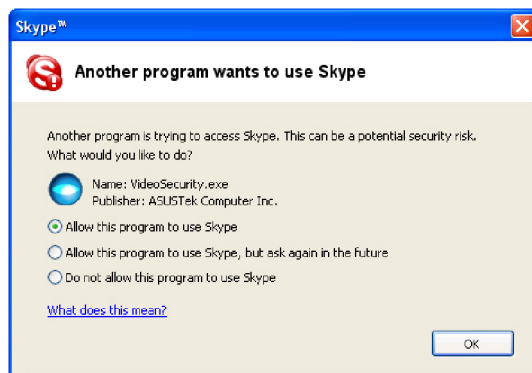 Skype™
Another program wants to use Skype
Another program is trying to access Skype. This can be a potential security risk.
What would you like to do?
Name: VideoSecurity.exe
Publisher: ASUSTek Computer Inc.
Allow this program to use Skype
Allow this program to use Skype, but ask again in the future
Do not allow this program to use Skype
What does this mean?
OK